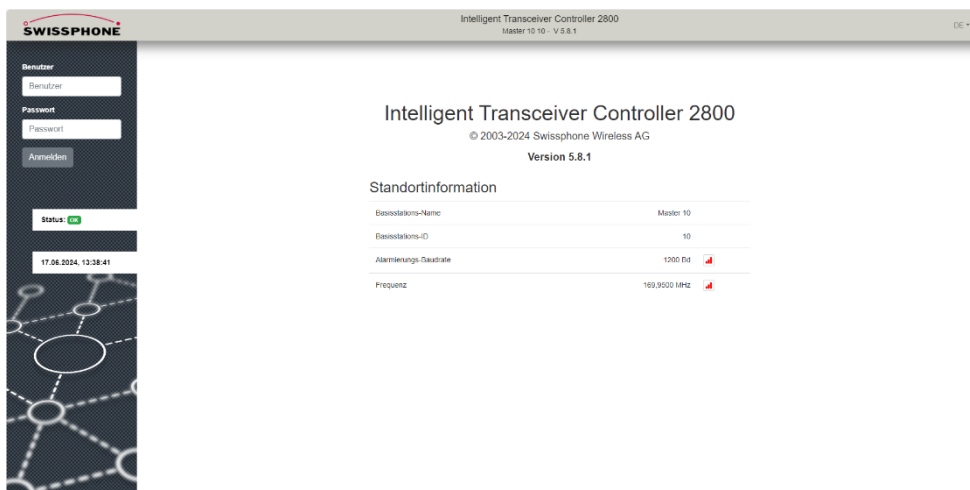 SWISSPHONE
Intelligent Transceiver Controller 2800
Master 10 10 - V 5.8.1
DE
Benutzer
Benutzer
Passwort
Passwort
Anmelden
Status: OK
17.06.2024, 13:38:41
Intelligent Transceiver Controller 2800
© 2003-2024 Swissphone Wireless AG
Version 5.8.1
Standortinformation
Basisstations-Name Master 10
Basisstations-ID 10
Alarmierungs-Baudrate 1200 Bd
Frequenz 169,9500 MHz